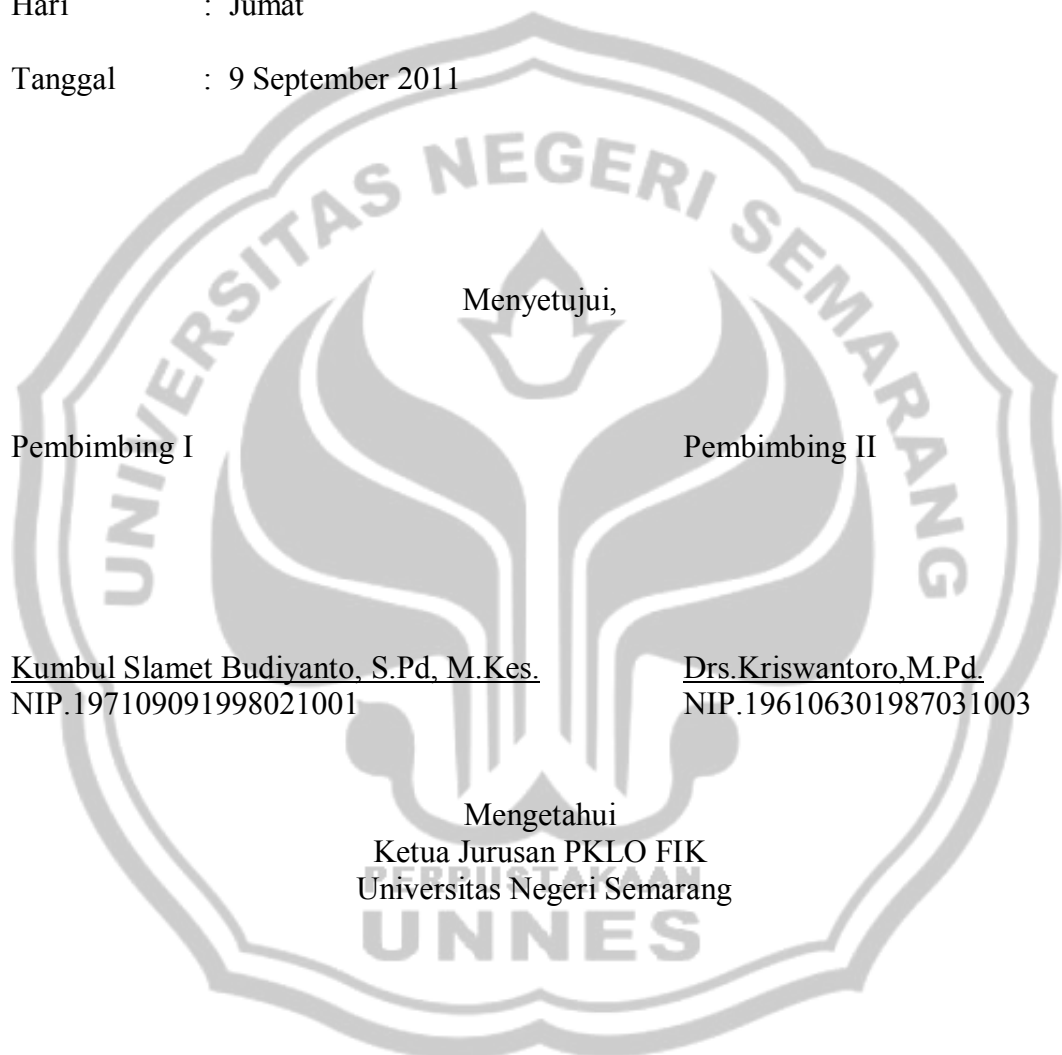 Hari : Jumat
Tanggal : 9 September 2011
UNIVERSITAS NEGERI SEMARANG
Menyetujui,
Pembimbing I Pembimbing II
Kumbul Slamet Budiyanto, S.Pd, M.Kes. Drs.Kriswantoro,M.Pd.
NIP.197109091998021001 NIP.196106301987031003
Mengetahui
Ketua Jurusan PKLO FIK
PERPUSTAKAAN
Universitas Negeri Semarang
UNNES